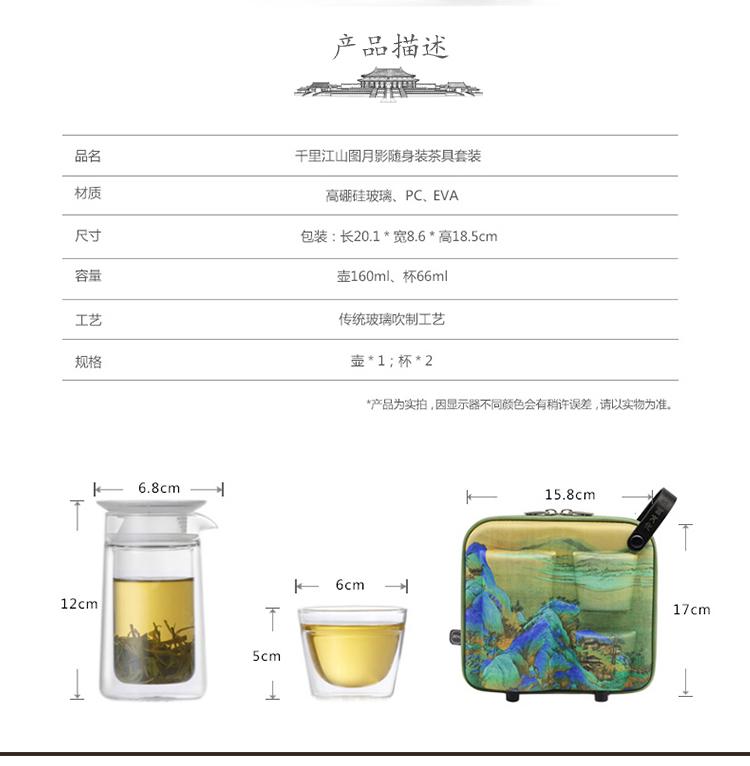 产品描述
品名 千里江山图月影随身装茶具套装
材质 高硼硅玻璃、PC、EVA
尺寸 包装：长20.1 * 宽8.6 * 高18.5cm
容量 壶160ml、杯66ml
工艺 传统玻璃吹制工艺
规格 壶 * 1；杯 * 2
*产品为实拍，因显示器不同颜色会有稍许误差，请以实物为准。
6.8cm
15.8cm
6cm
12cm
17cm
5cm